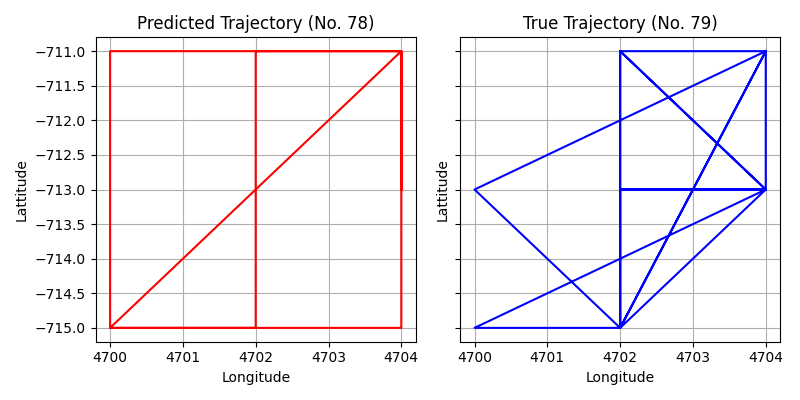 Predicted Trajectory (No. 78)
True Trajectory (No. 79)
−711.0
−711.5
−712.0
−712.5
−713.0
−713.5
−714.0
−714.5
−715.0
Lattitude
Lattitude
4700 4701 4702 4703 4704
4700 4701 4702 4703 4704
Longitude
Longitude